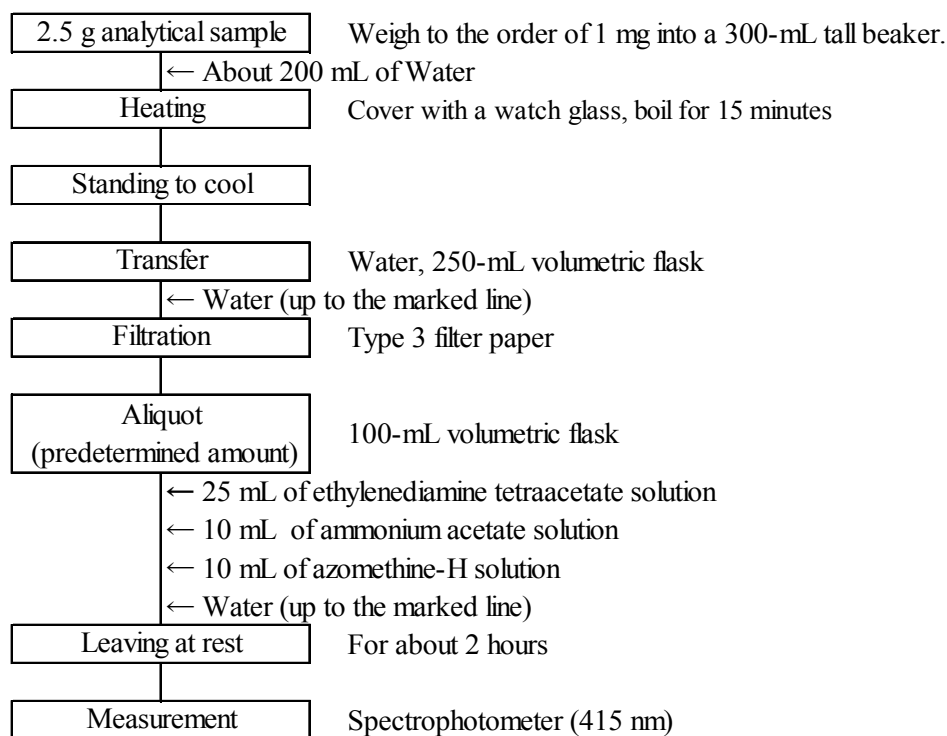 2.5 g analytical sample Weigh to the order of 1 mg into a 300-mL tall beaker.
← About 200 mL of Water
Heating Cover with a watch glass, boil for 15 minutes
Standing to cool
Transfer Water, 250-mL volumetric flask
← Water (up to the marked line)
Filtration Type 3 filter paper
Aliquot
(predetermined amount) 100-mL volumetric flask
← 25 mL of ethylenediamine tetraacetate solution
← 10 mL of ammonium acetate solution
← 10 mL of azomethine-H solution
← Water (up to the marked line)
Leaving at rest For about 2 hours
Measurement Spectrophotometer (415 nm)